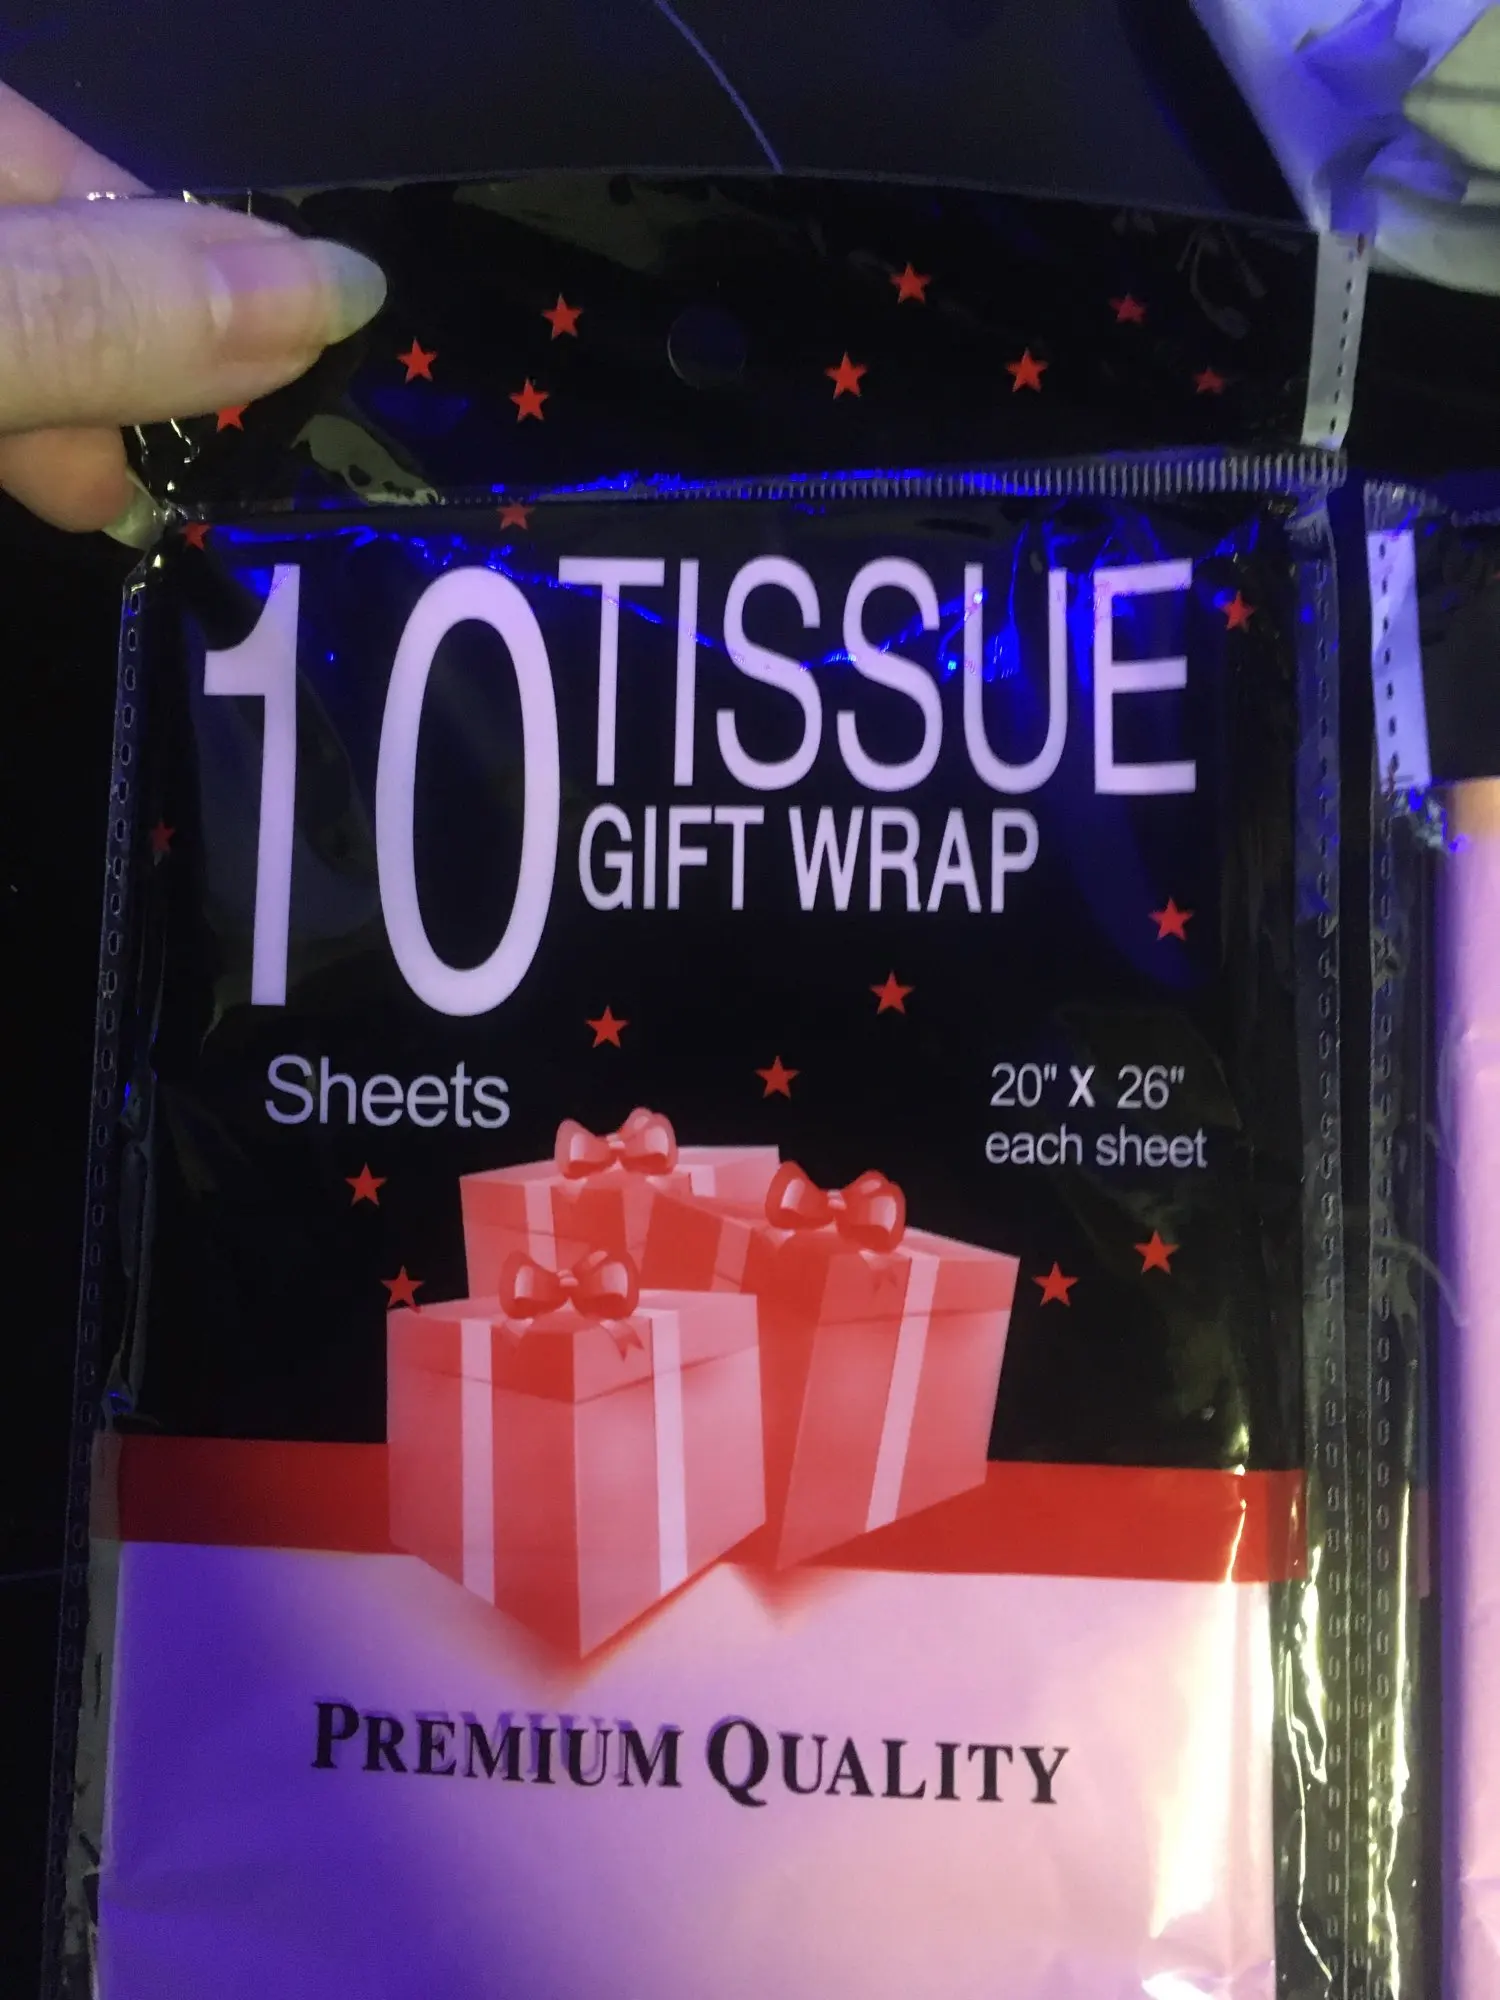 10 TISSUE
GIFT WRAP
Sheets
20" X 26"
each sheet
PREMIUM QUALITY